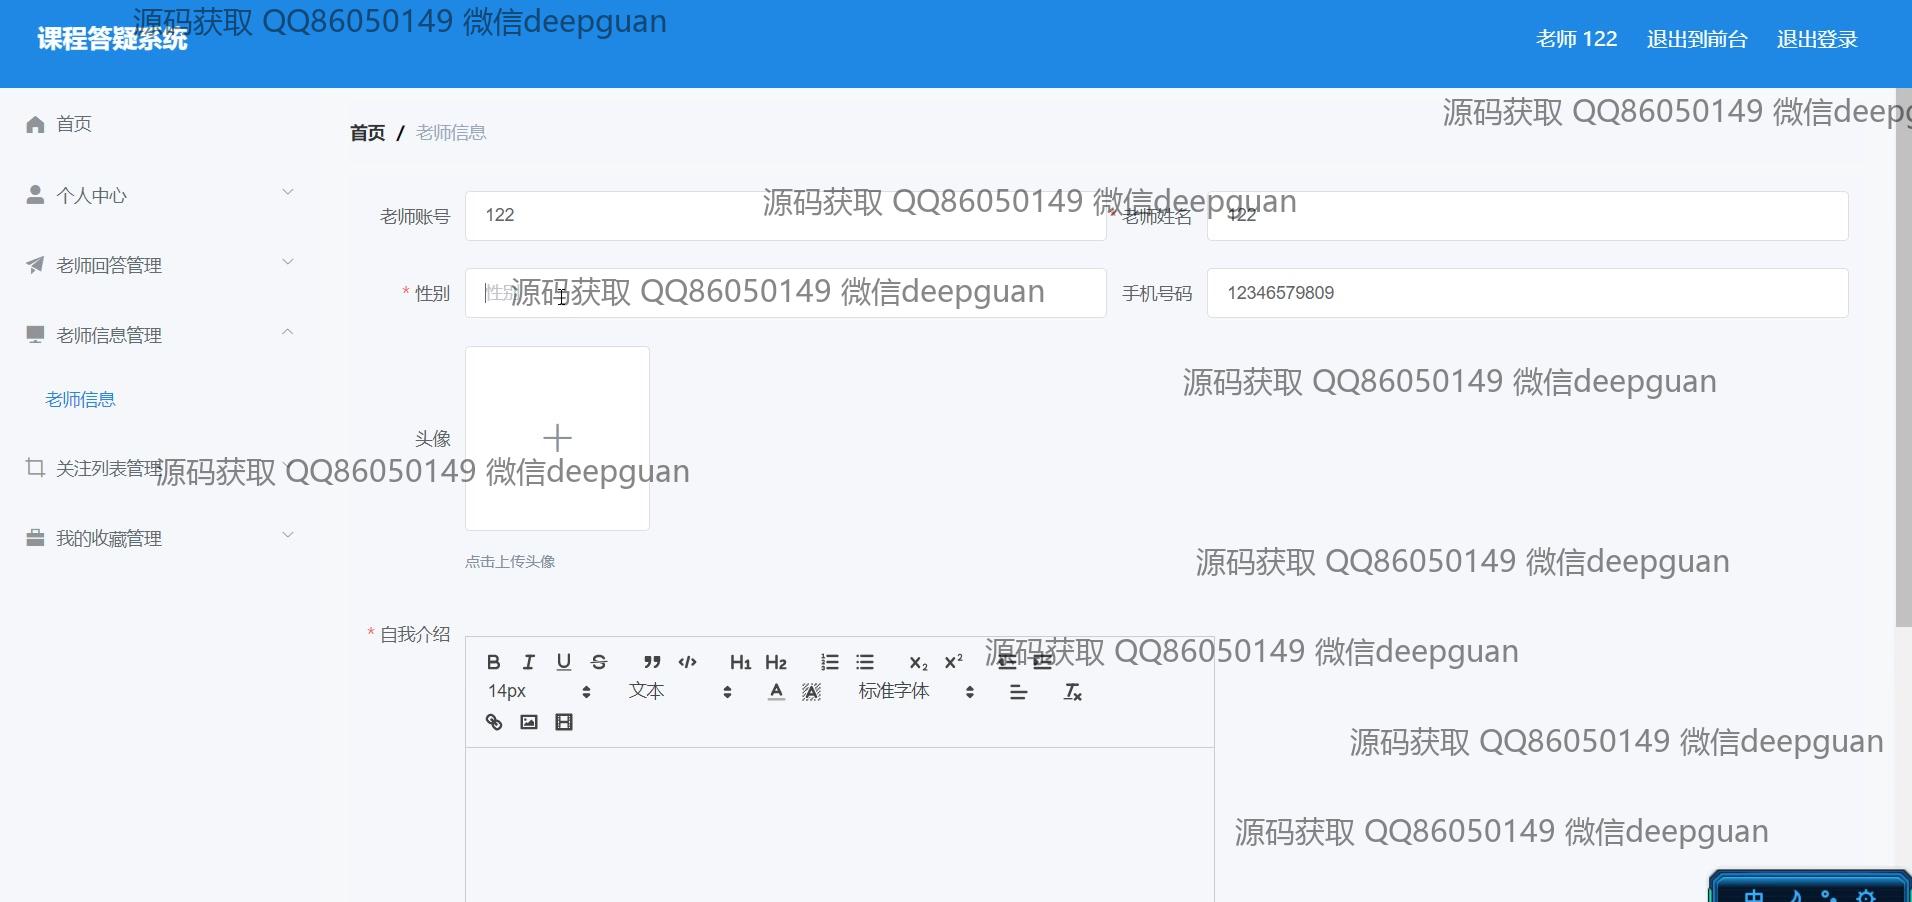 源码获取 QQ86050149 微信deepguan
课程答疑系统
老师 122 退出到前台 退出登录
源码获取 QQ86050149 微信deepg
首页
首页 / 老师信息
个人中心
源码获取 QQ86050149 微信deepguan
老师账号 122
* 老师姓名 122
老师回答管理
* 性别 性别
源码获取 QQ86050149 微信deepguan
手机号码 12346579809
老师信息管理
源码获取 QQ86050149 微信deepguan
老师信息
头像
关注列表管理
源码获取 QQ86050149 微信deepguan
我的收藏管理
点击上传头像
源码获取 QQ86050149 微信deepguan
* 自我介绍
源码获取 QQ86050149 微信deepguan
B I U S H1 H2 x2 x2
14px 文本 A A 标准字体 Tx
源码获取 QQ86050149 微信deepguan
源码获取 QQ86050149 微信deepguan
中